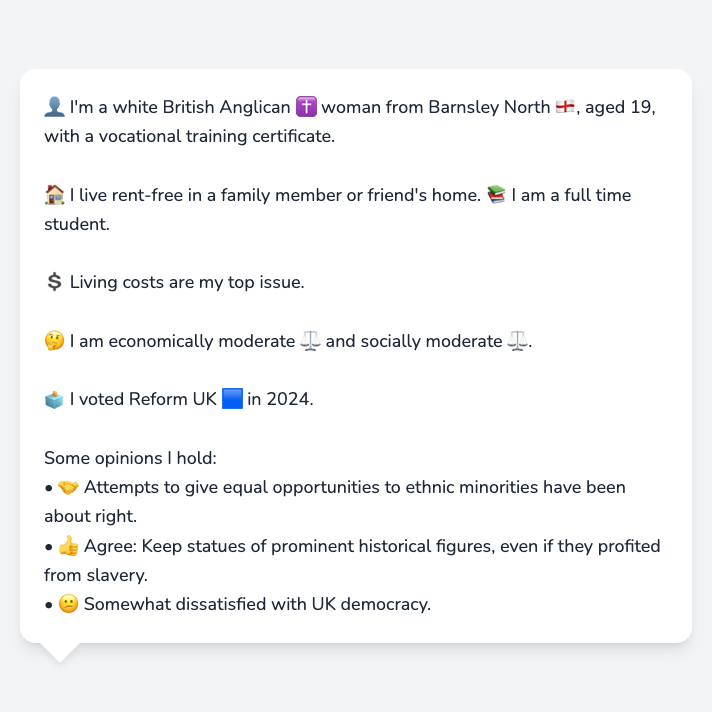 👤 I'm a white British Anglican ✝️ woman from Barnsley North 🏴󠁧󠁢󠁥󠁮󠁧󠁿, aged 19,
with a vocational training certificate.
🏠 I live rent-free in a family member or friend's home. 📚 I am a full time
student.
💲 Living costs are my top issue.
🤔 I am economically moderate ⚖️ and socially moderate ⚖️.
🗳️ I voted Reform UK 🟦 in 2024.
Some opinions I hold:
• 🤝 Attempts to give equal opportunities to ethnic minorities have been
about right.
• 👍 Agree: Keep statues of prominent historical figures, even if they profited
from slavery.
• 😕 Somewhat dissatisfied with UK democracy.